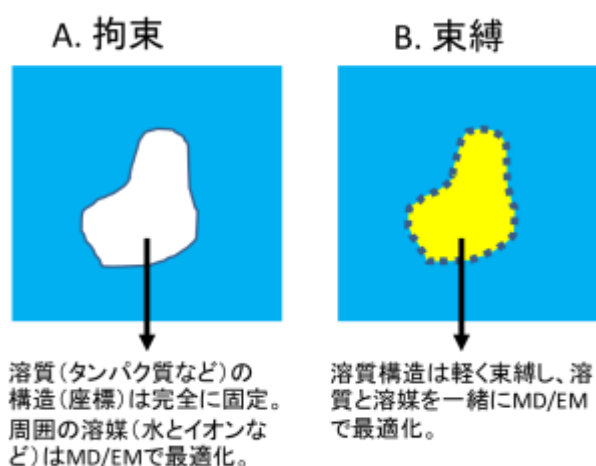 A. 拘束
B. 束縛
溶質(タンパク質など)の
構造(座標)は完全に固定。
周囲の溶媒(水とイオンな
ど)はMD/EMで最適化。
溶質構造は軽く束縛し、溶
質と溶媒を一緒にMD/EM
で最適化。